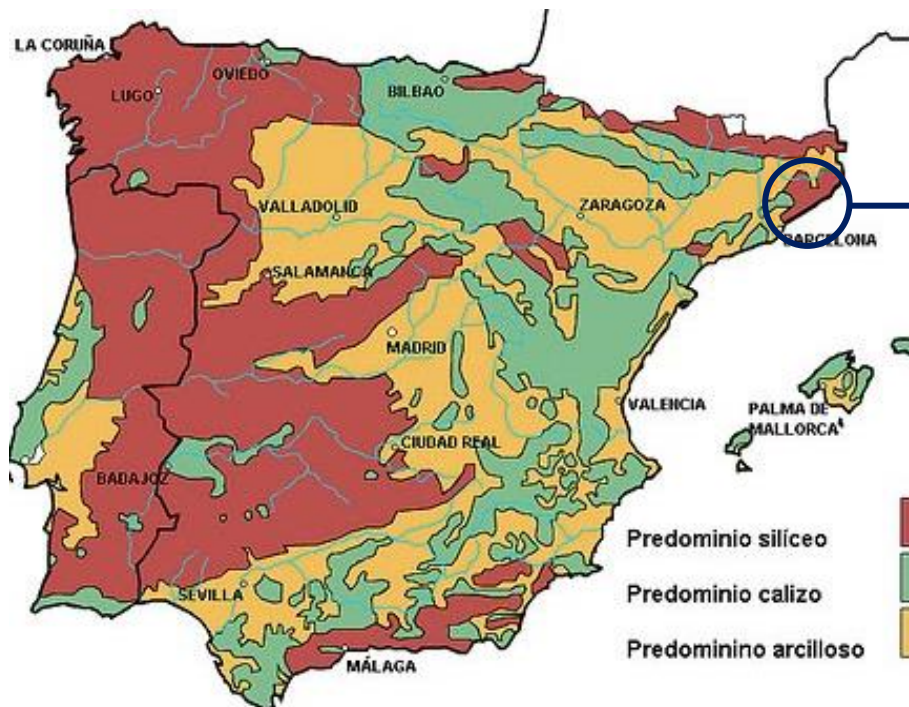 LA CORUÑA
OVIEDO
LUGO
BILBAO
VALLADOLID
ZARAGOZA
BARCELONA
SALAMANCA
MADRID
VALENCIA
PALMA DE
MALLORCA
CIUDAD REAL
BADAJOZ
SEVILLA
MÁLAGA
Predominio silíceo
Predominio calizo
Predominino arcilloso